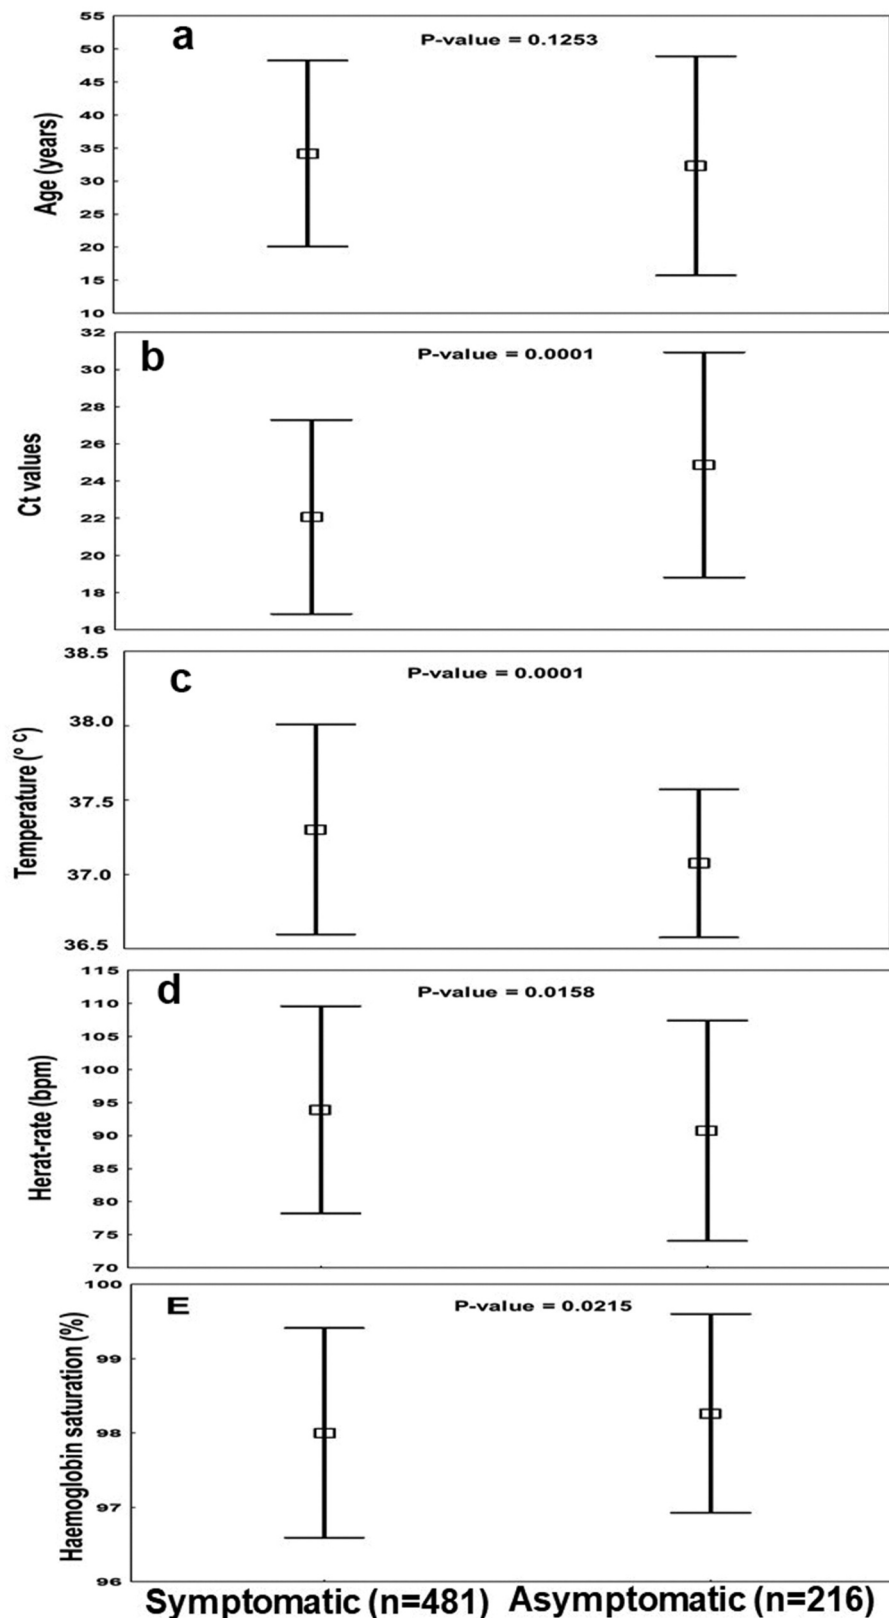 a
P-value = 0.1253
Age (years)
55
50
45
40
35
30
25
20
15
10
b
P-value = 0.0001
Ct values
32
30
28
26
24
22
20
18
16
c
P-value = 0.0001
Temperature (° C)
38.5
38.0
37.5
37.0
36.5
d
P-value = 0.0158
Herat-rate (bpm)
115
110
105
100
95
90
85
80
75
70
E
P-value = 0.0215
Haemoglobin saturation (%)
100
99
98
97
96
Symptomatic (n=481) Asymptomatic (n=216)